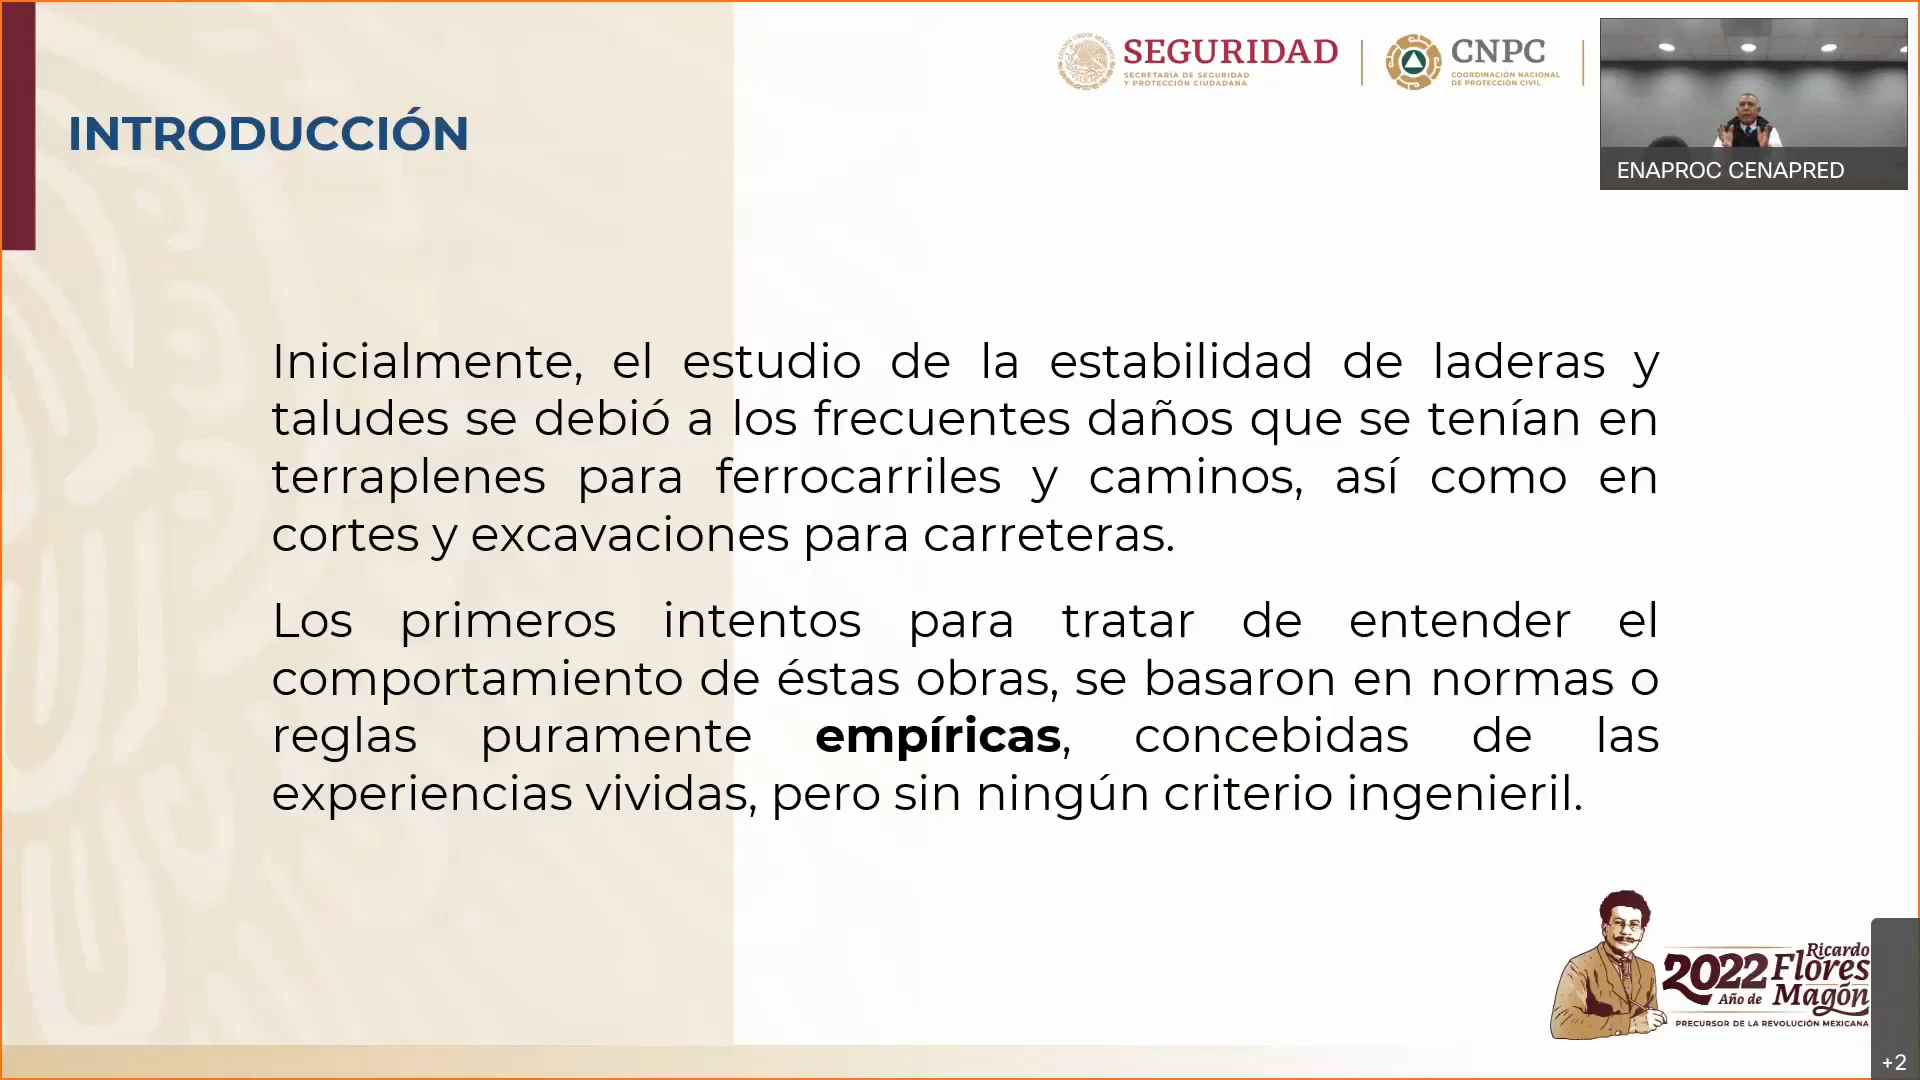 SEGURIDAD
SECRETARÍA DE SEGURIDAD
Y PROTECCIÓN CIUDADANA
CNPC
COORDINACIÓN NACIONAL
DE PROTECCIÓN CIVIL
ENAPROC CENAPRED
INTRODUCCIÓN
Inicialmente, el estudio de la estabilidad de laderas y
taludes se debió a los frecuentes daños que se tenían en
terraplenes para ferrocarriles y caminos, así como en
cortes y excavaciones para carreteras.
Los primeros intentos para tratar de entender el
comportamiento de éstas obras, se basaron en normas o
reglas puramente empíricas, concebidas de las
experiencias vividas, pero sin ningún criterio ingenieril.
2022 Ricardo
Flores
Año de Magón
PRECURSOR DE LA REVOLUCIÓN MEXICANA
+2